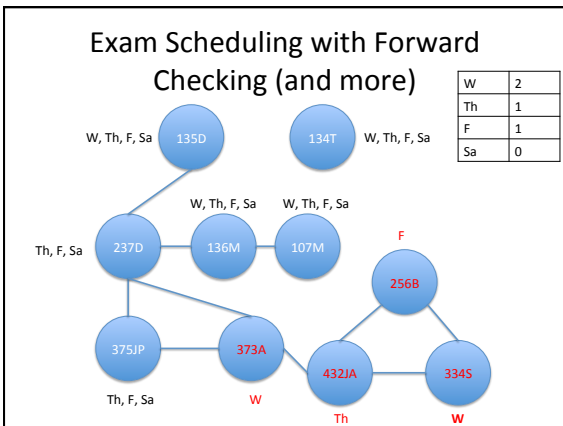 Exam Scheduling with Forward
Checking (and more)
W 2
Th 1
F 1
Sa 0
W, Th, F, Sa 135D 134T W, Th, F, Sa
W, Th, F, Sa W, Th, F, Sa
Th, F, Sa 237D 136M 107M
F
256B
375JP 373A 432JA 334S
Th, F, Sa W Th W